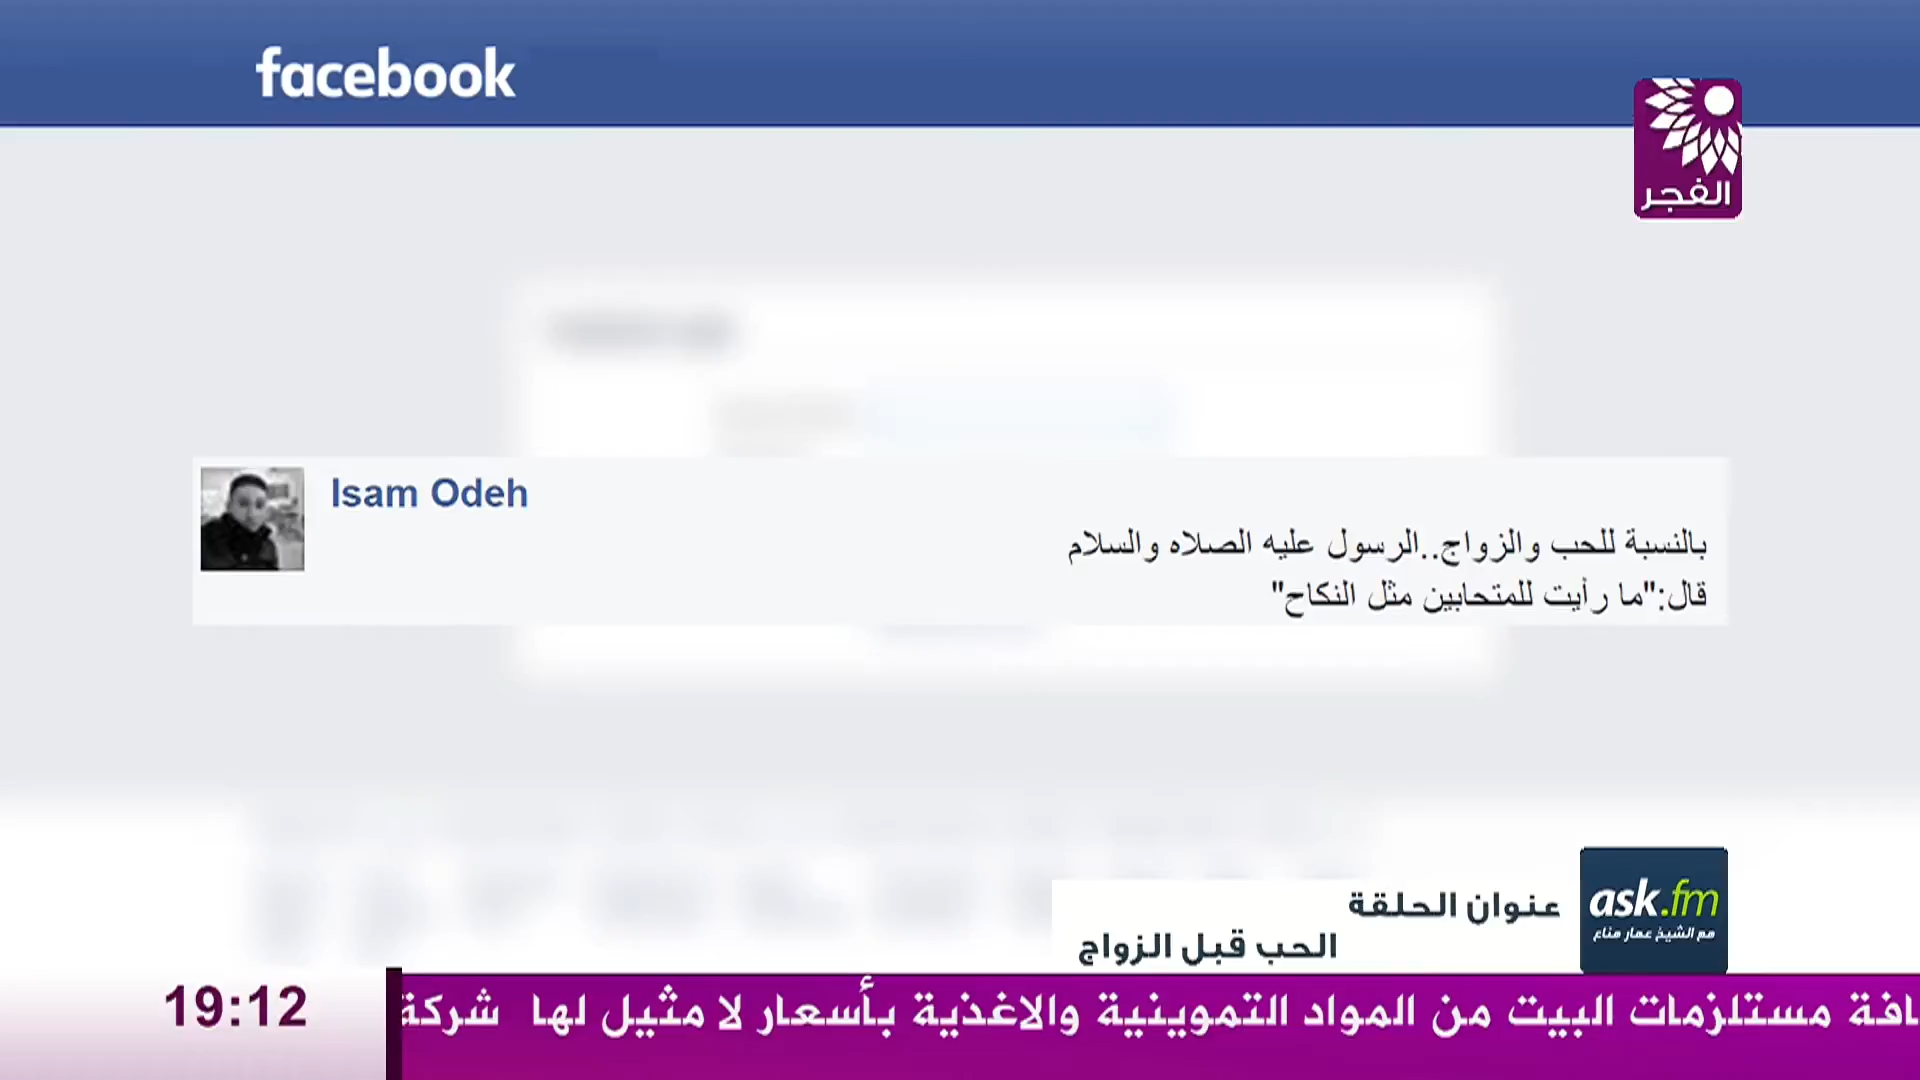 facebook
الفجر
Isam Odeh
بالنسبة للحب والزواج..الرسول عليه الصلاه والسلام
قال:"ما رأيت للمتحابين مثل النكاح"
ask.fm
مع الشيخ عمار مناع
عنوان الحلقة
الحب قبل الزواج
19:12
افة مستلزمات البيت من المواد التموينية والاغذية بأسعار لا مثيل لها شركة